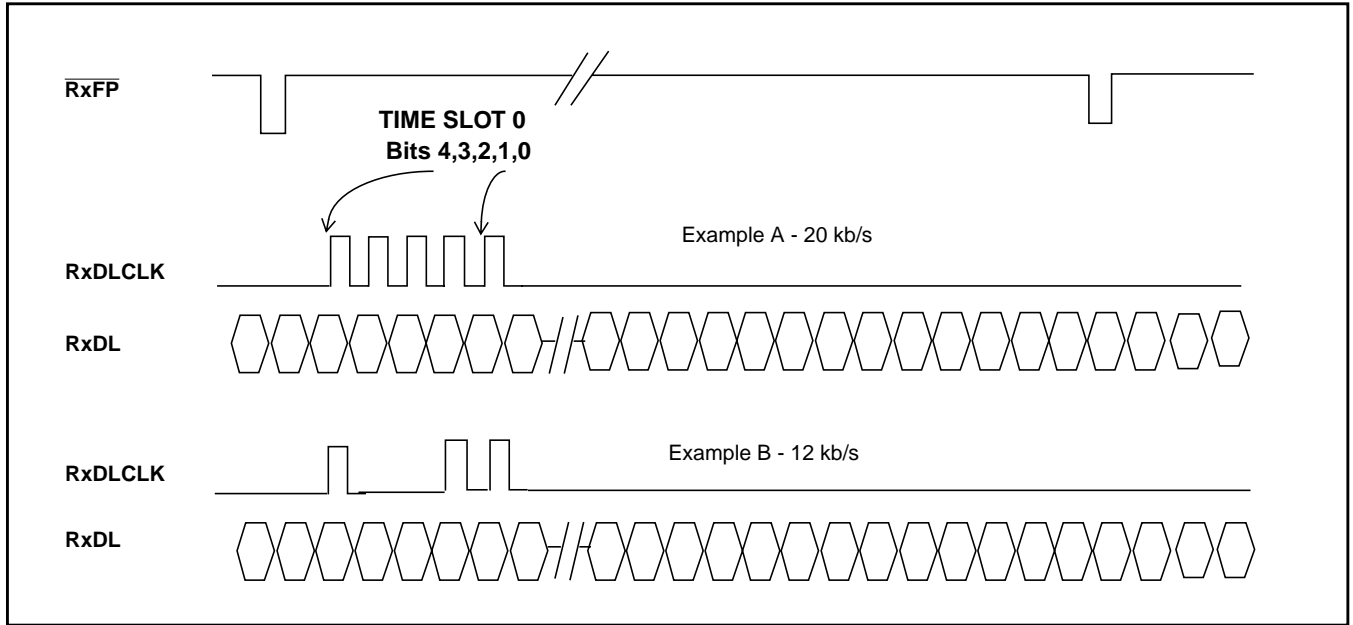 RxFP
TIME SLOT 0
Bits 4,3,2,1,0
Example A - 20 kb/s
RxDLCLK
RxDL
Example B - 12 kb/s
RxDLCLK
RxDL